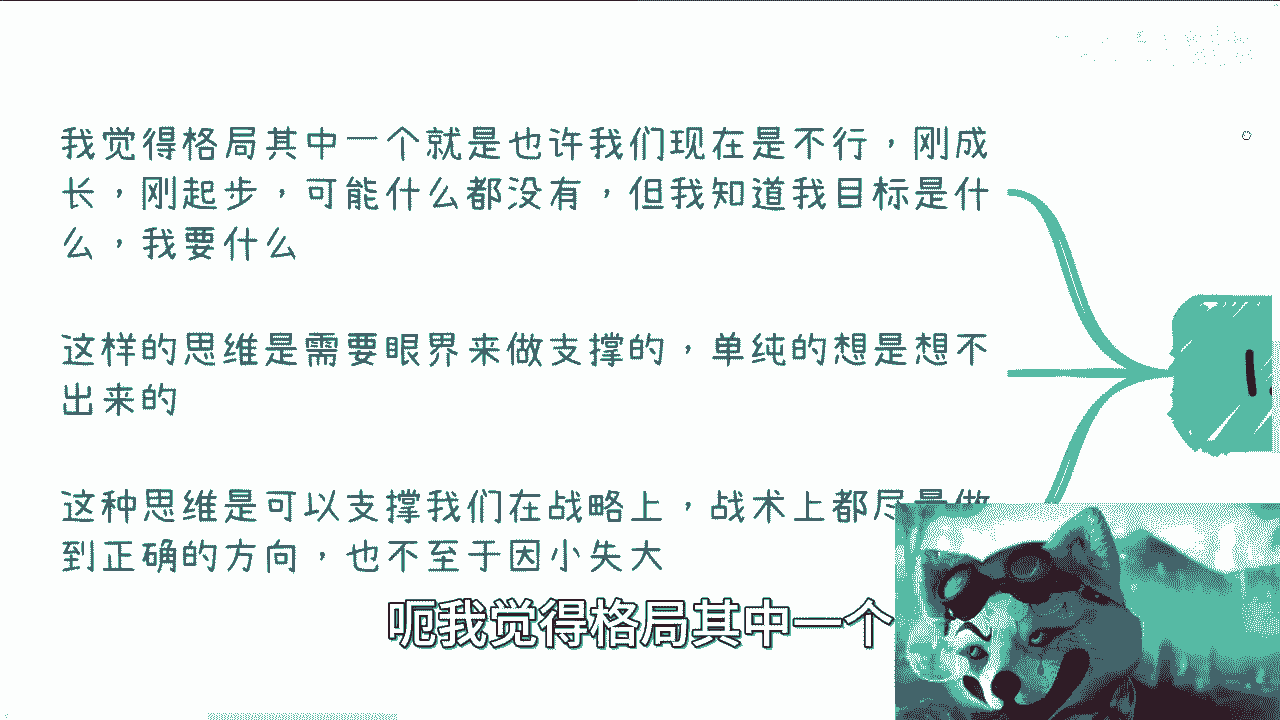 我觉得格局其中一个就是也许我们现在是不行，刚成
长，刚起步，可能什么都没有，但我知道我目标是什
么，我要什么
这样的思维是需要眼界来做支撑的，单纯的想是想不
出来的
这种思维是可以支撑我们在战略上，战术上都尽量做
到正确的方向，也不至于因小失大
呃我觉得格局其中一个